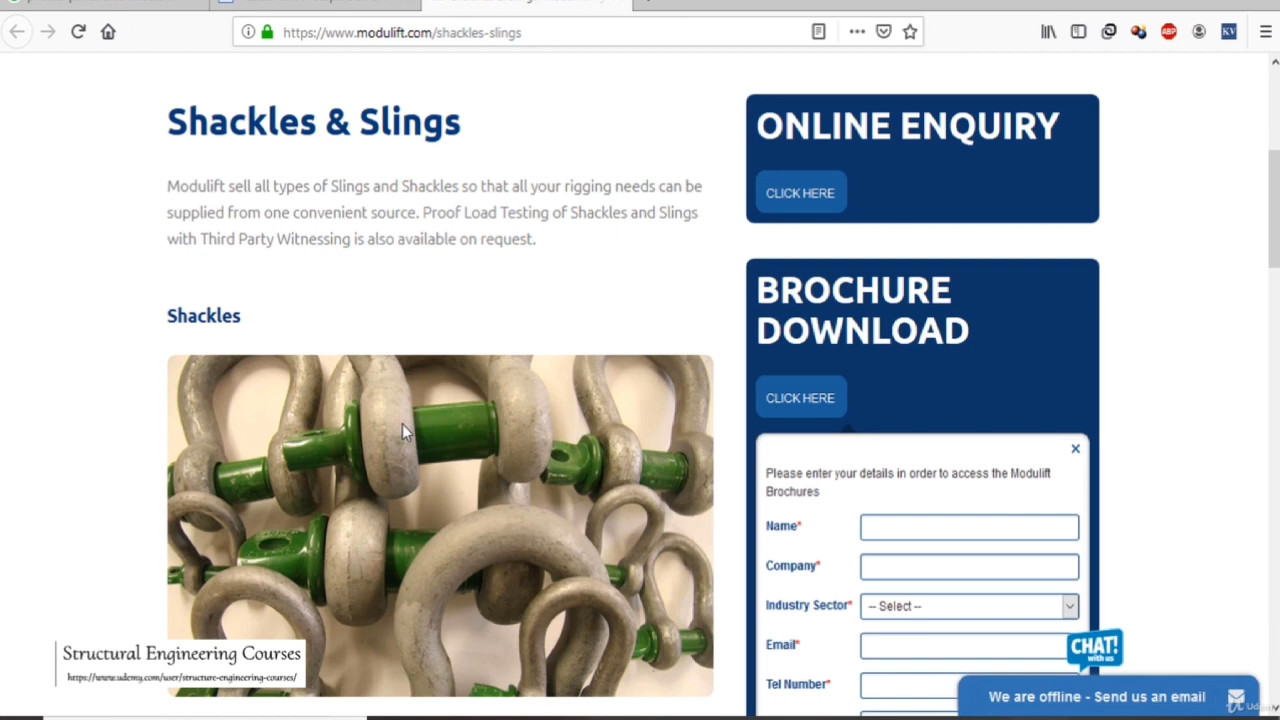 https://www.modulift.com/shackles-slings
ABP
KV
Shackles & Slings
Modulift sell all types of Slings and Shackles so that all your rigging needs can be
supplied from one convenient source. Proof Load Testing of Shackles and Slings
with Third Party Witnessing is also available on request.
Shackles
ONLINE ENQUIRY
CLICK HERE
BROCHURE
DOWNLOAD
CLICK HERE
Please enter your details in order to access the Modulift
Brochures
Name*
Company*
Industry Sector*
-- Select --
Email*
Tel Number*
CHAT!
with us
We are offline - Send us an email
Structural Engineering Courses
https://www.udemy.com/user/structure-engineering-courses/